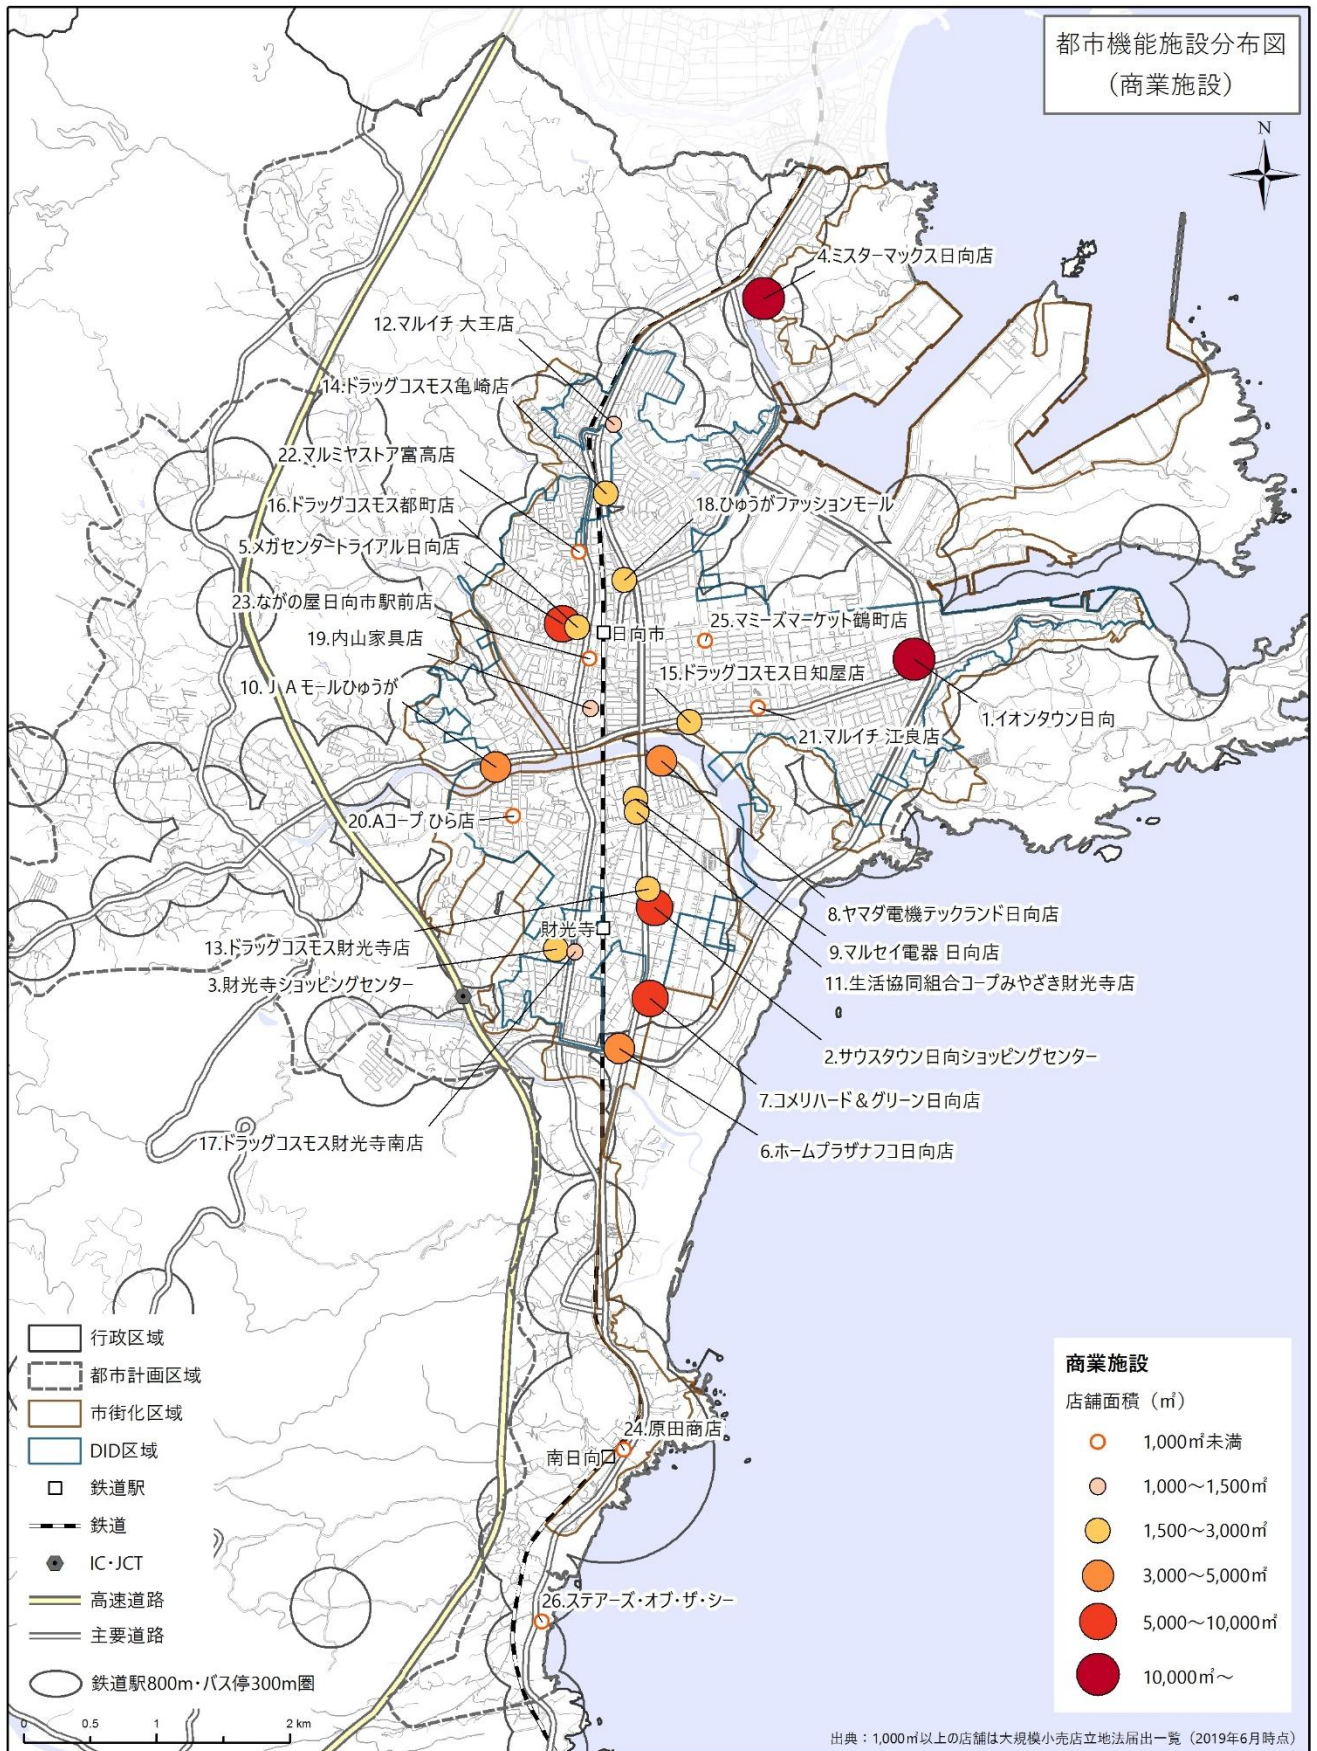 都市機能施設分布図
(商業施設)
N
4.ミスターマックス日向店
12.マルイチ 大王店
14.ドラッグコスモス亀崎店
22.マルミヤストア富高店
16.ドラッグコスモス都町店
18.ひゅうがファッションモール
5.メガセンタートライアル日向店
23.ながの屋日向市駅前店
日向市
25.マミーズマーケット鶴町店
19.内山家具店
15.ドラッグコスモス日知屋店
10.ＪＡモールひゅうが
1.イオンタウン日向
21.マルイチ 江良店
20.Aコープ ひら店
8.ヤマダ電機テックランド日向店
財光寺
13.ドラッグコスモス財光寺店
9.マルセイ電器 日向店
3.財光寺ショッピングセンター
11.生活協同組合コープみやざき財光寺店
2.サウスタウン日向ショッピングセンター
7.コメリハード＆グリーン日向店
17.ドラッグコスモス財光寺南店
6.ホームプラザナフコ日向店
24.原田商店
南日向
26.ステアーズ・オブ・ザ・シー
行政区域
都市計画区域
市街化区域
DID区域
鉄道駅
鉄道
IC・JCT
高速道路
主要道路
鉄道駅800m・バス停300m圏
0 0.5 1 2 km
商業施設
店舗面積（㎡）
1,000㎡未満
1,000～1,500㎡
1,500～3,000㎡
3,000～5,000㎡
5,000～10,000㎡
10,000㎡～
出典：1,000㎡以上の店舗は大規模小売店立地法届出一覧（2019年6月時点）